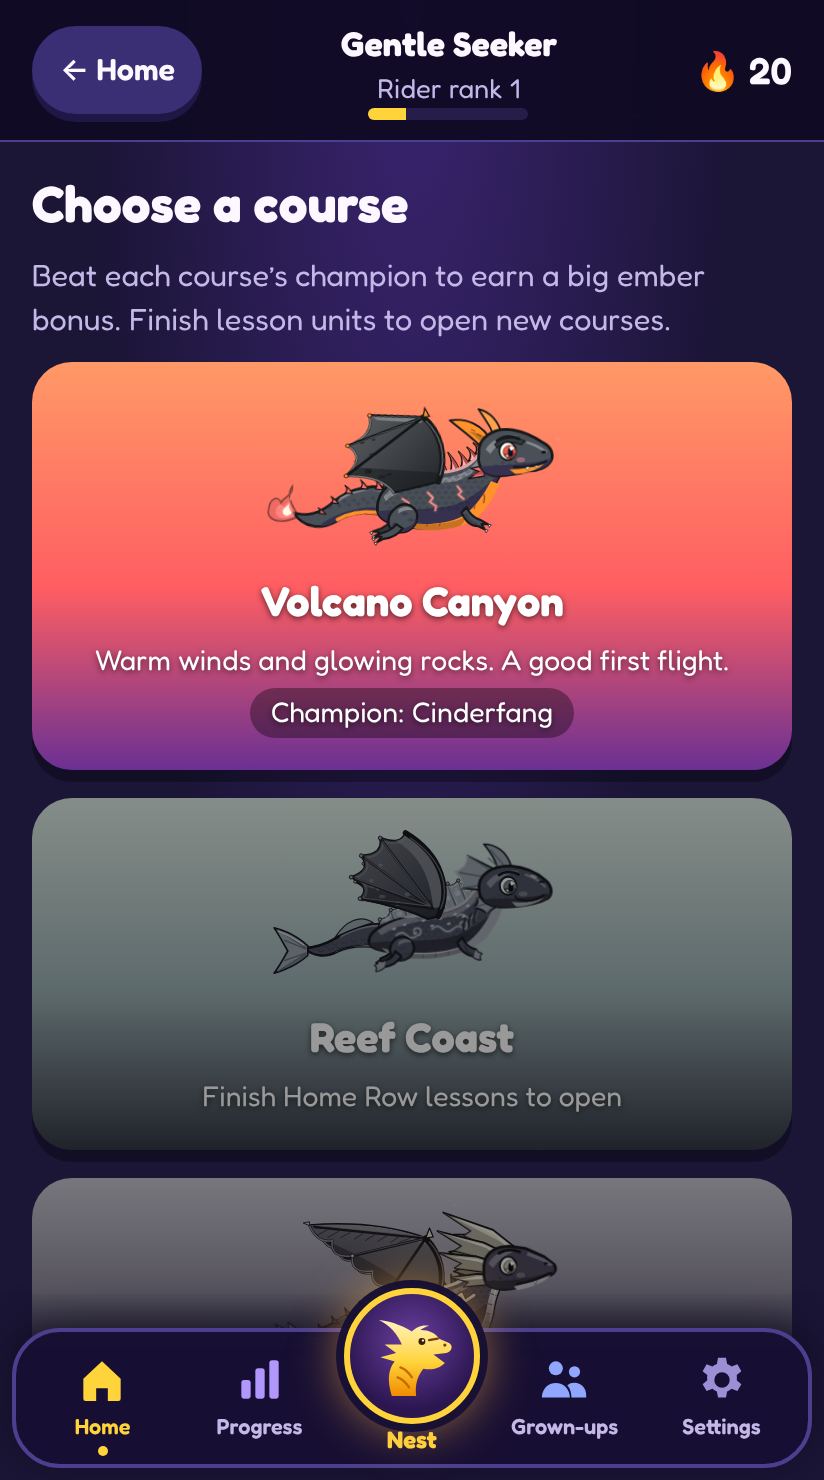 ← Home
Gentle Seeker
Rider rank 1
🔥 20
Choose a course
Beat each course’s champion to earn a big ember
bonus. Finish lesson units to open new courses.
Volcano Canyon
Warm winds and glowing rocks. A good first flight.
Champion: Cinderfang
Reef Coast
Finish Home Row lessons to open
Home
Progress
Nest
Grown-ups
Settings